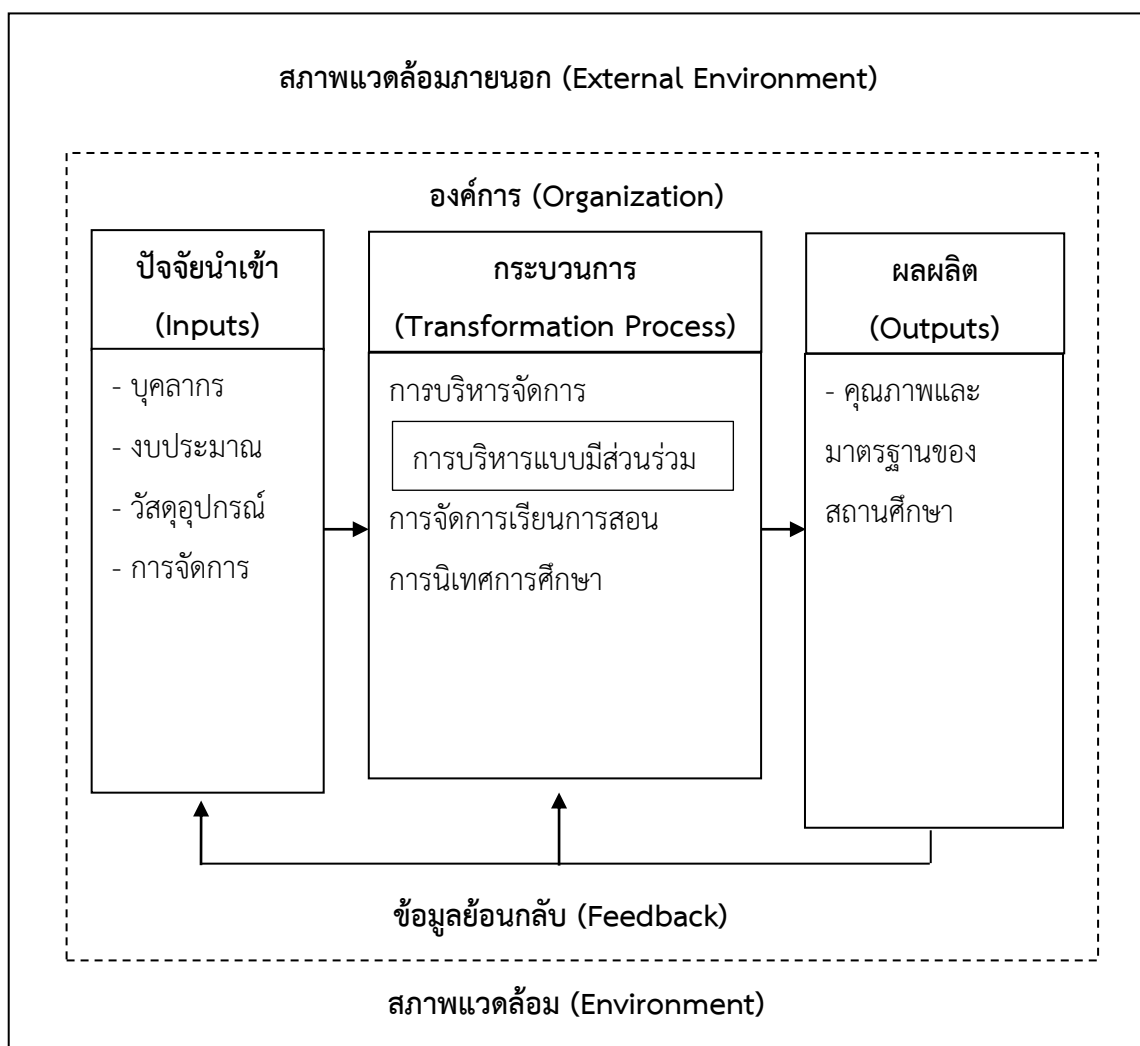 สภาพแวดล้อมภายนอก (External Environment)
องค์การ (Organization)
ปัจจัยนำเข้า
(Inputs)
- บุคลากร
- งบประมาณ
- วัสดุอุปกรณ์
- การจัดการ
กระบวนการ
(Transformation Process)
การบริหารจัดการ
การบริหารแบบมีส่วนร่วม
การจัดการเรียนการสอน
การนิเทศการศึกษา
ผลผลิต
(Outputs)
- คุณภาพและ
มาตรฐานของ
สถานศึกษา
ข้อมูลย้อนกลับ (Feedback)
สภาพแวดล้อม (Environment)